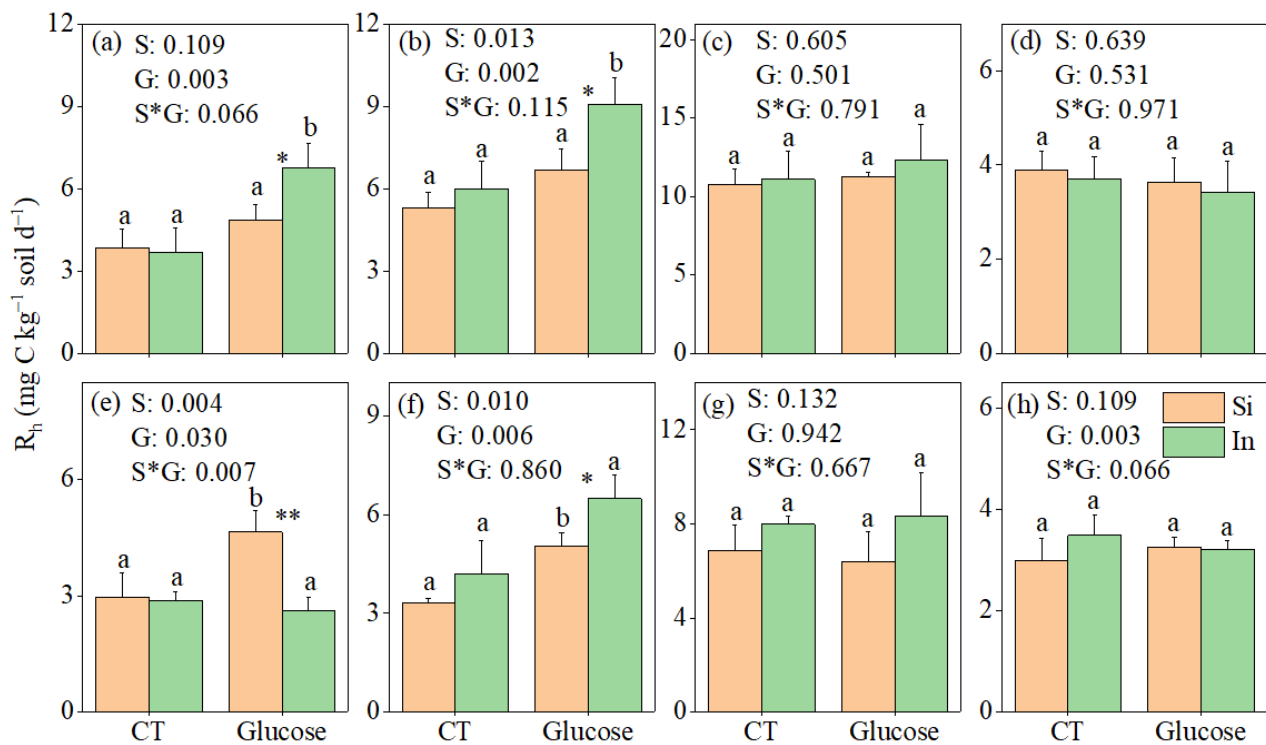 R_h (mg C kg⁻¹ soil d⁻¹)
(a) S: 0.109
G: 0.003
S*G: 0.066
12
9
6
3
0
a
a
a
*
b
(b) S: 0.013
G: 0.002
S*G: 0.115
12
9
6
3
0
a
a
a
*
b
(c) S: 0.605
G: 0.501
S*G: 0.791
20
15
10
5
0
a
a
a
a
(d) S: 0.639
G: 0.531
S*G: 0.971
6
4
2
0
a
a
a
a
(e) S: 0.004
G: 0.030
S*G: 0.007
6
3
0
a
a
b
**
a
CT
Glucose
(f) S: 0.010
G: 0.006
S*G: 0.860
9
6
3
0
a
a
b
*
a
CT
Glucose
(g) S: 0.132
G: 0.942
S*G: 0.667
12
8
4
0
a
a
a
a
CT
Glucose
(h) S: 0.109
G: 0.003
S*G: 0.066
Si
In
6
4
2
0
a
a
a
a
CT
Glucose